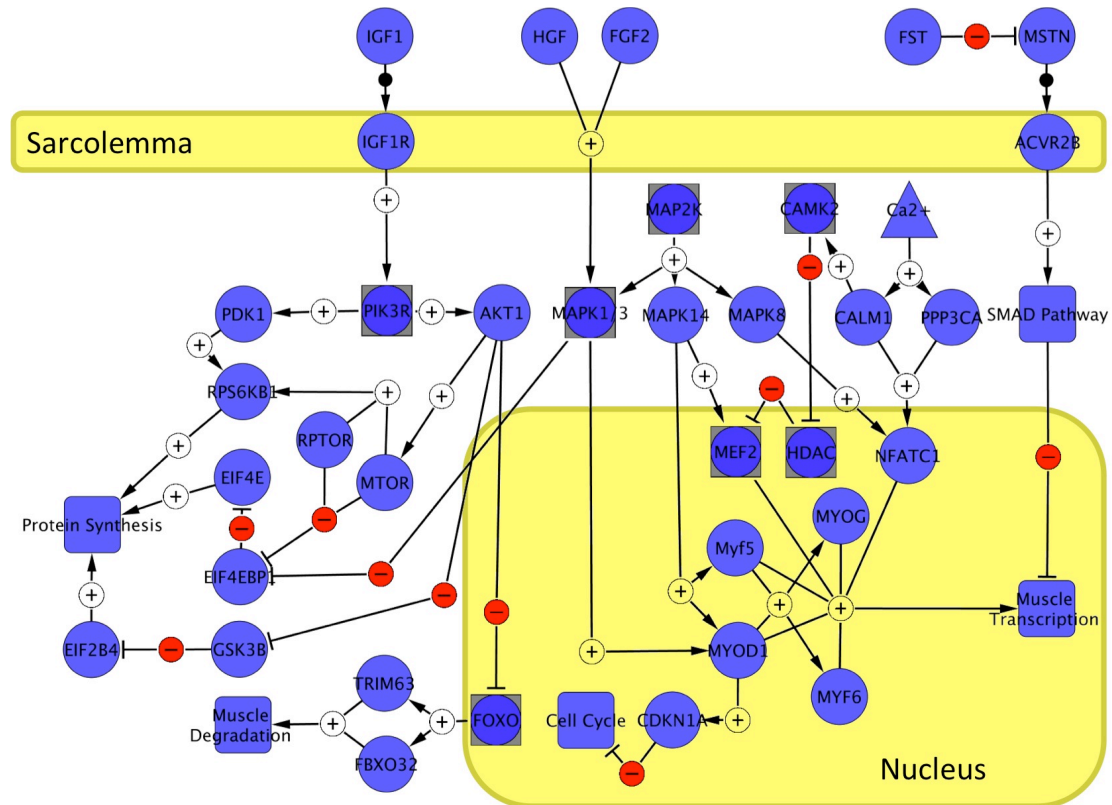 IGF1
HGF
FGF2
FST
−
MSTN
Sarcolemma
IGF1R
+
ACVR2B
+
MAP2K
CAMK2
Ca2+
+
+
−
+
+
PDK1
+
PIK3R
+
AKT1
MAPK1/3
MAPK14
MAPK8
CALM1
PPP3CA
SMAD Pathway
+
RPS6KB1
+
+
+
−
+
+
RPTOR
+
MEF2
HDAC
NFATC1
−
EIF4E
MTOR
+
Protein Synthesis
−
−
MYOG
Myf5
EIF4EBP1
−
+
−
+
+
+
Muscle
Transcription
−
EIF2B4
−
GSK3B
+
MYOD1
TRIM63
MYF6
Muscle
Degradation
+
+
FOXO
Cell Cycle
CDKN1A
+
FBXO32
−
Nucleus